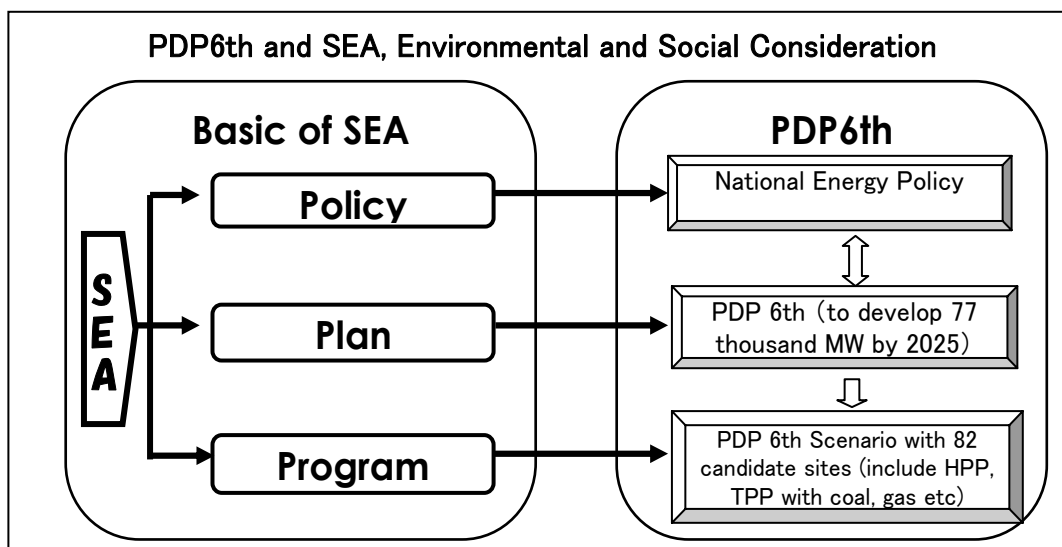 PDP6th and SEA, Environmental and Social Consideration
Basic of SEA
PDP6th
SEA
Policy
National Energy Policy
Plan
PDP 6th (to develop 77
thousand MW by 2025)
Program
PDP 6th Scenario with 82
candidate sites (include HPP,
TPP with coal, gas etc)